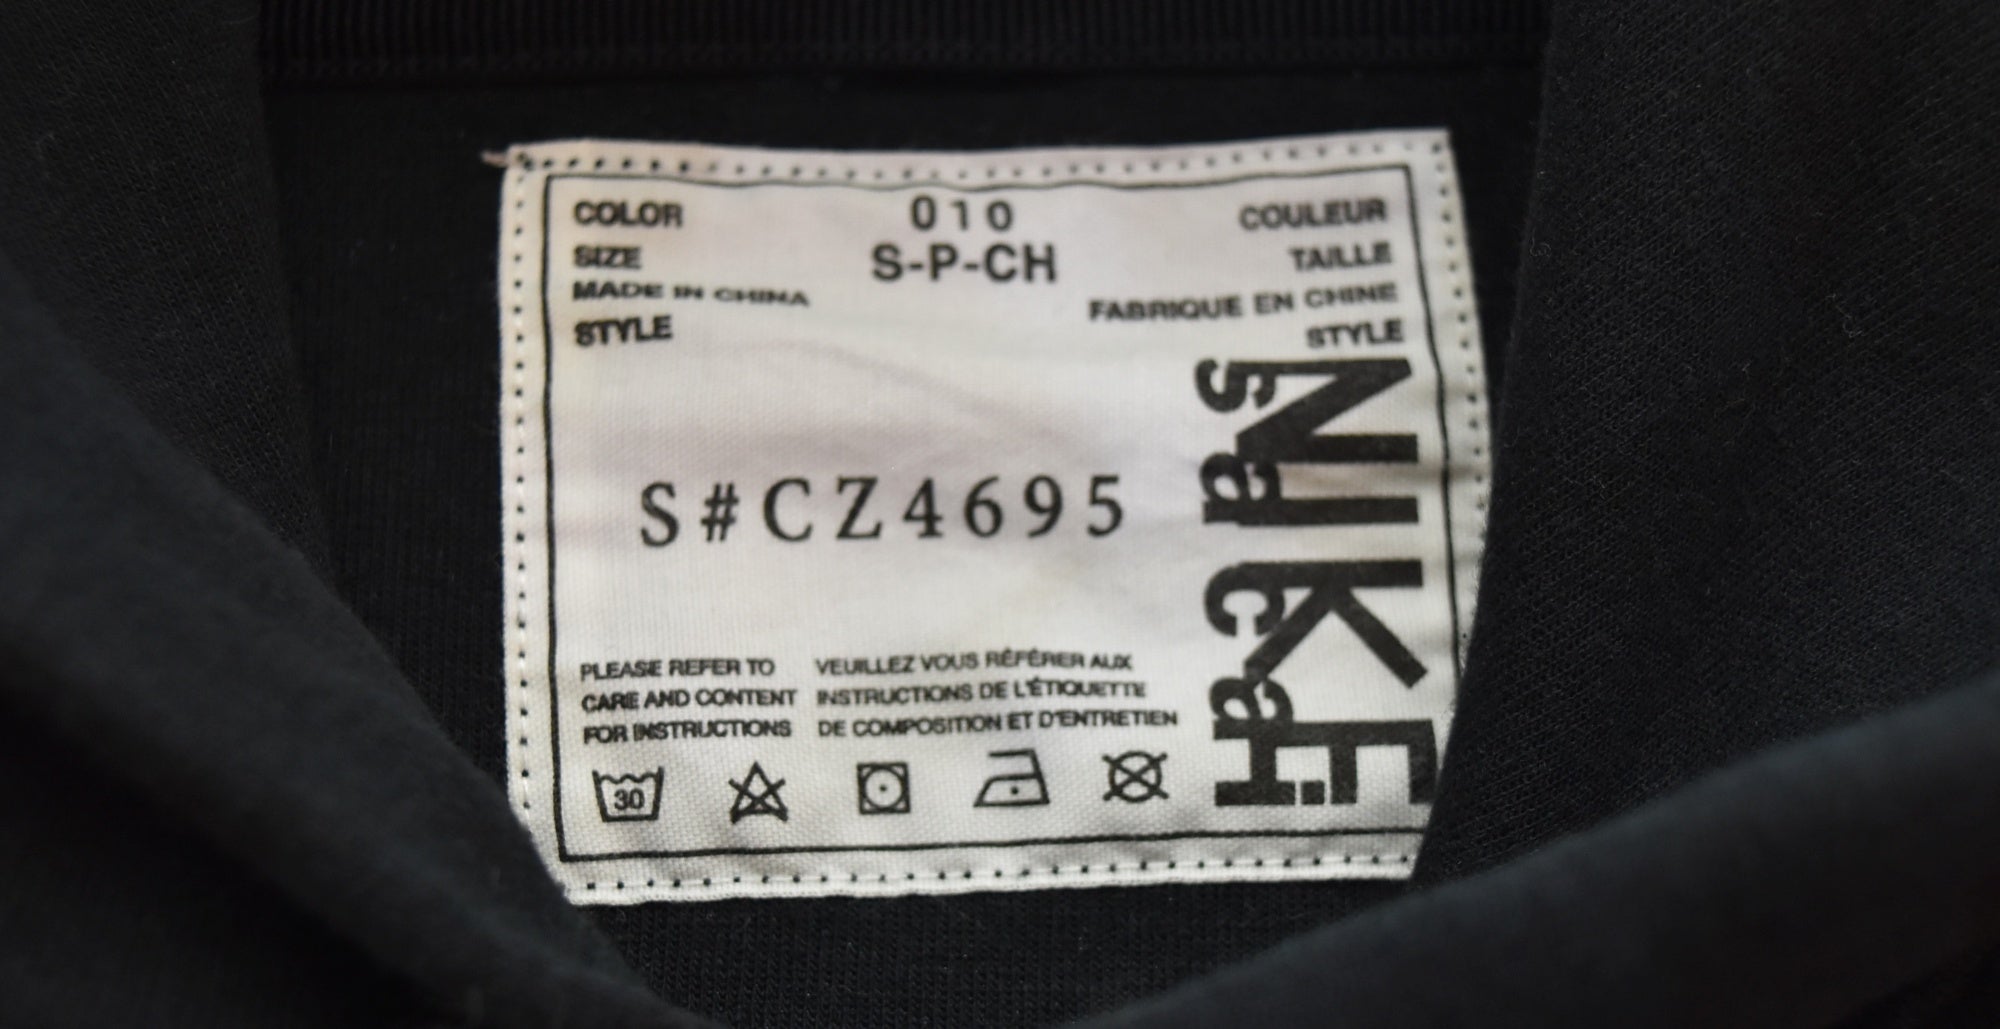 COLOR 010 COULEUR
SIZE S-P-CH TAILLE
MADE IN CHINA FABRIQUE EN CHINE
STYLE STYLE
S#CZ4695
NIKE
sacai
PLEASE REFER TO
CARE AND CONTENT
FOR INSTRUCTIONS
VEUILLEZ VOUS RÉFÉRER AUX
INSTRUCTIONS DE L'ÉTIQUETTE
DE COMPOSITION ET D'ENTRETIEN
30